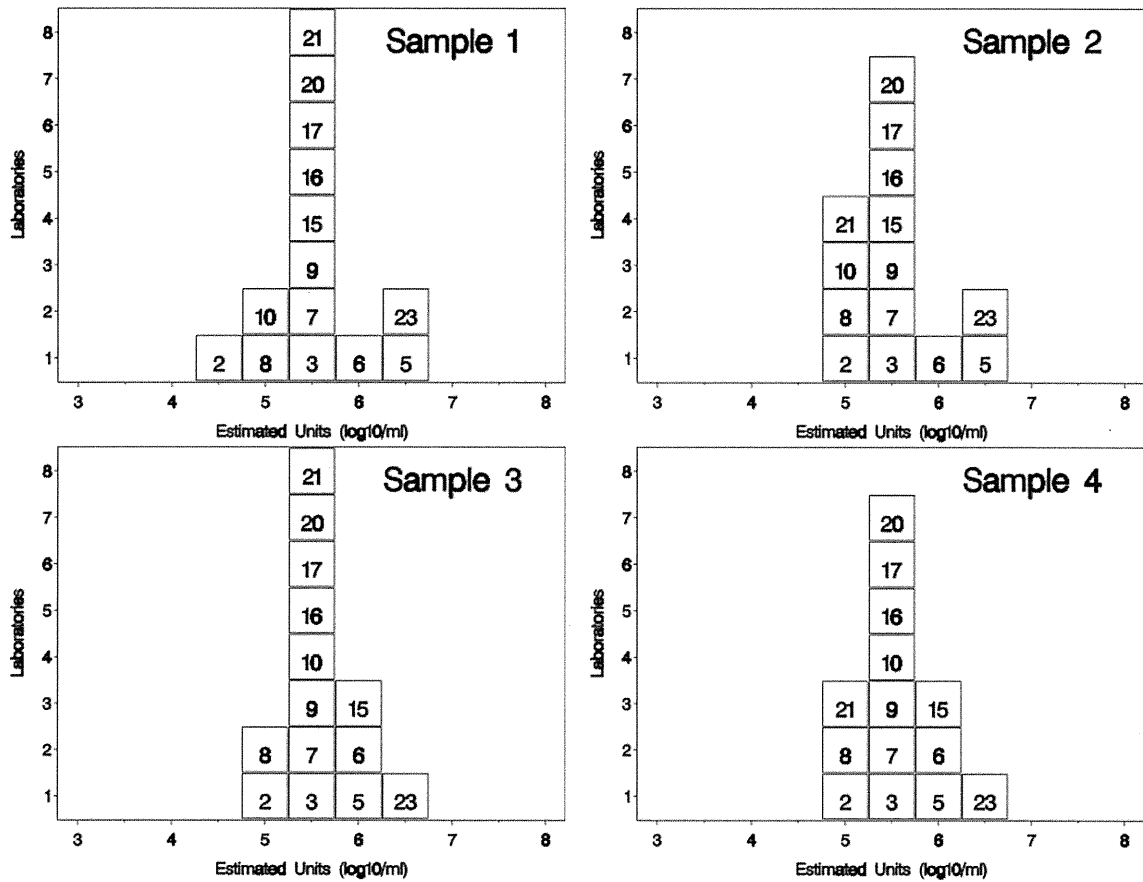 Sample 1
8
7
6
5
4
3
2
1
21
20
17
16
15
9
10 7 23
2 8 3 6 5
3 4 5 6 7 8
Laboratories
Estimated Units (log10/ml)
Sample 2
8
7
6
5
4
3
2
1
20
17
16
21 15
10 9
8 7 23
2 3 6 5
3 4 5 6 7 8
Laboratories
Estimated Units (log10/ml)
Sample 3
8
7
6
5
4
3
2
1
21
20
17
16
10
9 15
8 7 6
2 3 5 23
3 4 5 6 7 8
Laboratories
Estimated Units (log10/ml)
Sample 4
8
7
6
5
4
3
2
1
20
17
16
10
21 9 15
8 7 6
2 3 5 23
3 4 5 6 7 8
Laboratories
Estimated Units (log10/ml)